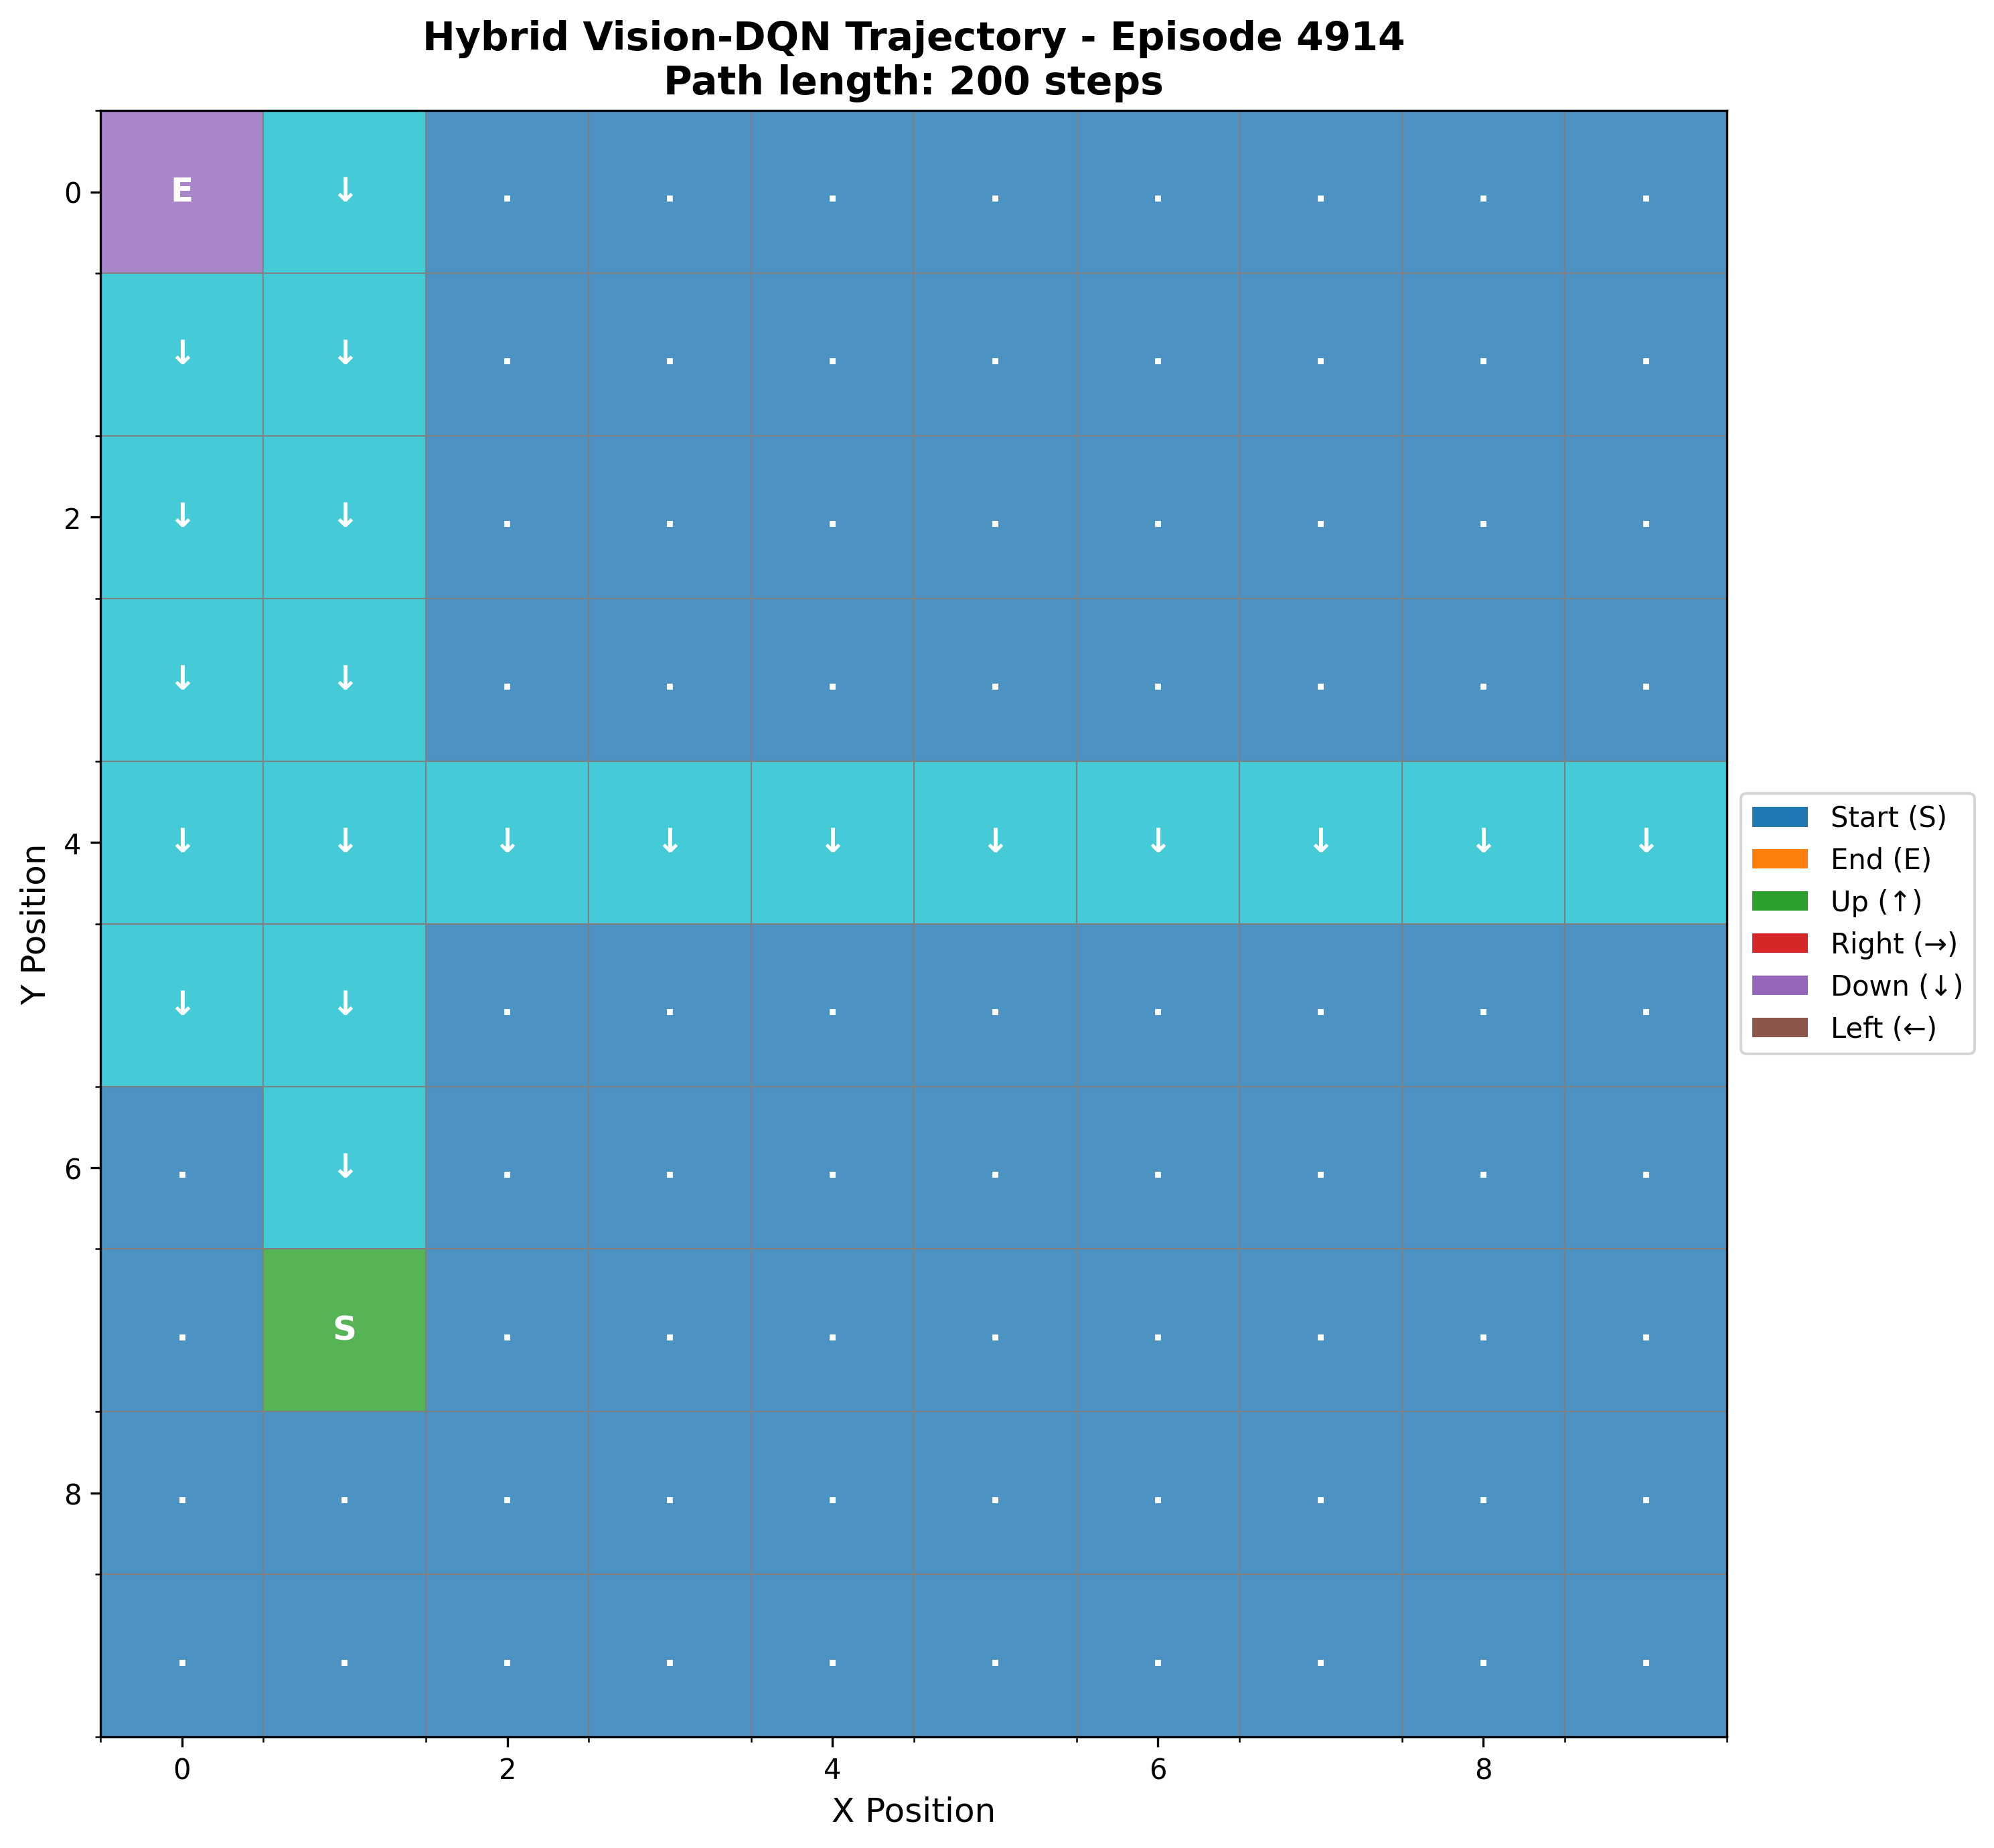 Hybrid Vision-DQN Trajectory - Episode 4914
Path length: 200 steps
0 E ↓ . . . . . . . .
↓ ↓ . . . . . . . .
2 ↓ ↓ . . . . . . . .
↓ ↓ . . . . . . . .
4 ↓ ↓ ↓ ↓ ↓ ↓ ↓ ↓ ↓ ↓
↓ ↓ . . . . . . . .
6 . ↓ . . . . . . . .
. S . . . . . . . .
8 . . . . . . . . . .
. . . . . . . . . .
0 2 4 6 8
X Position
Y Position
Start (S)
End (E)
Up (↑)
Right (→)
Down (↓)
Left (←)